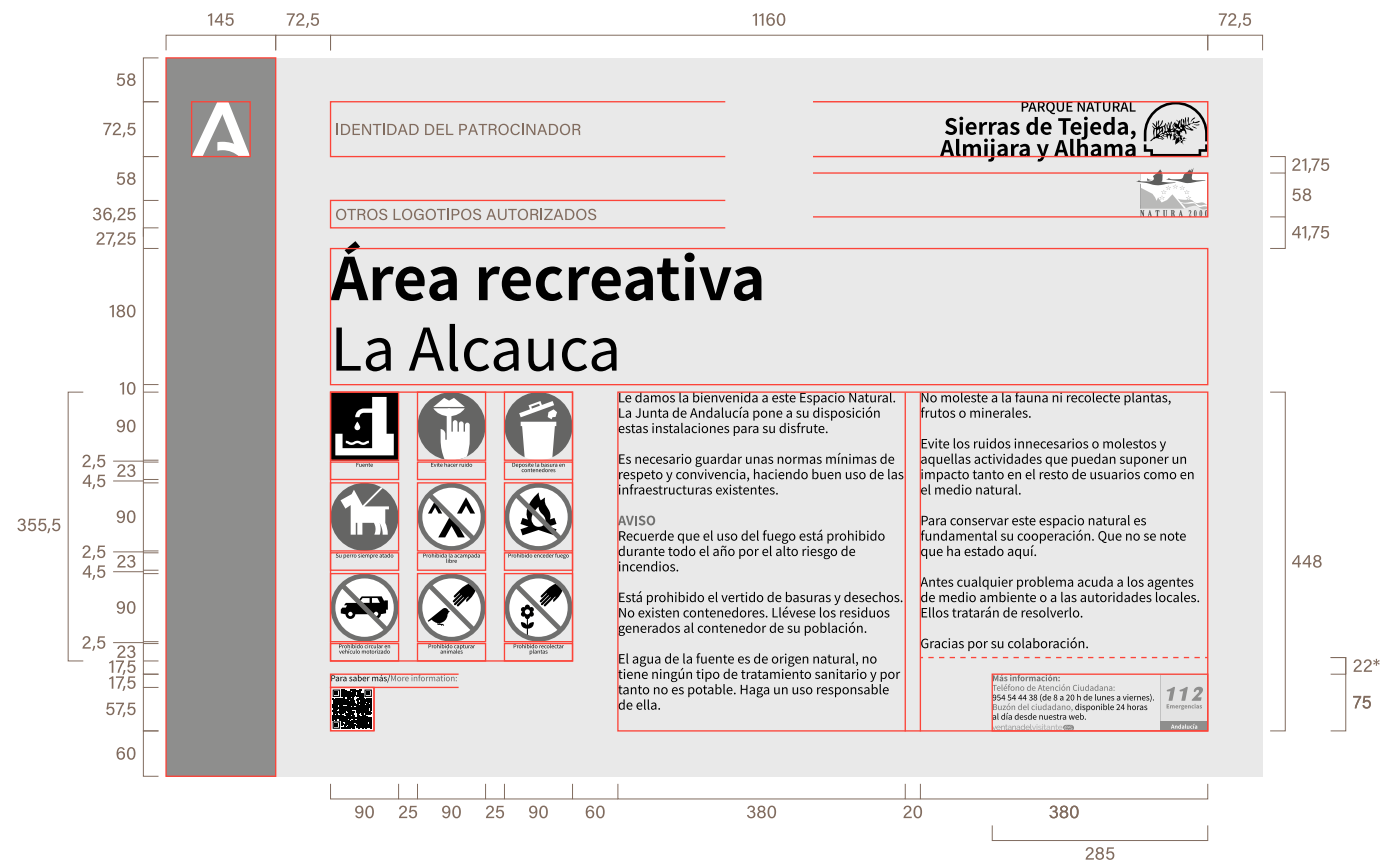 145
72,5
1160
72,5
58
72,5
58
36,25
27,25
180
10
90
2,5
23
4,5
90
2,5
23
4,5
90
2,5
23
17,5
17,5
57,5
60
355,5
IDENTIDAD DEL PATROCINADOR
PARQUE NATURAL
Sierras de Tejeda,
Almijara y Alhama
OTROS LOGOTIPOS AUTORIZADOS
NATURA 2000
21,75
58
41,75
Área recreativa
La Alcauca
Fuente
Evite hacer ruido
Deposite la basura en
contenedores
Su perro siempre atado
Prohibida la acampada
libre
Prohibido enceder fuego
Prohibido circular en
vehículo motorizado
Prohibido capturar
animales
Prohibido recolectar
plantas
Para saber más/More information:
Le damos la bienvenida a este Espacio Natural.
La Junta de Andalucía pone a su disposición
estas instalaciones para su disfrute.
Es necesario guardar unas normas mínimas de
respeto y convivencia, haciendo buen uso de las
infraestructuras existentes.
AVISO
Recuerde que el uso del fuego está prohibido
durante todo el año por el alto riesgo de
incendios.
Está prohibido el vertido de basuras y desechos.
No existen contenedores. Llévese los residuos
generados al contenedor de su población.
El agua de la fuente es de origen natural, no
tiene ningún tipo de tratamiento sanitario y por
tanto no es potable. Haga un uso responsable
de ella.
No moleste a la fauna ni recolecte plantas,
frutos o minerales.
Evite los ruidos innecesarios o molestos y
aquellas actividades que puedan suponer un
impacto tanto en el resto de usuarios como en
el medio natural.
Para conservar este espacio natural es
fundamental su cooperación. Que no se note
que ha estado aquí.
Antes cualquier problema acuda a los agentes
de medio ambiente o a las autoridades locales.
Ellos tratarán de resolverlo.
Gracias por su colaboración.
Más información:
Teléfono de Atención Ciudadana:
954 54 44 38 (de 8 a 20 h de lunes a viernes).
Buzón del ciudadano, disponible 24 horas
al día desde nuestra web.
ventanadelvisitante
112
Emergencias
Andalucía
448
22*
75
90
25
90
25
90
60
380
20
380
285